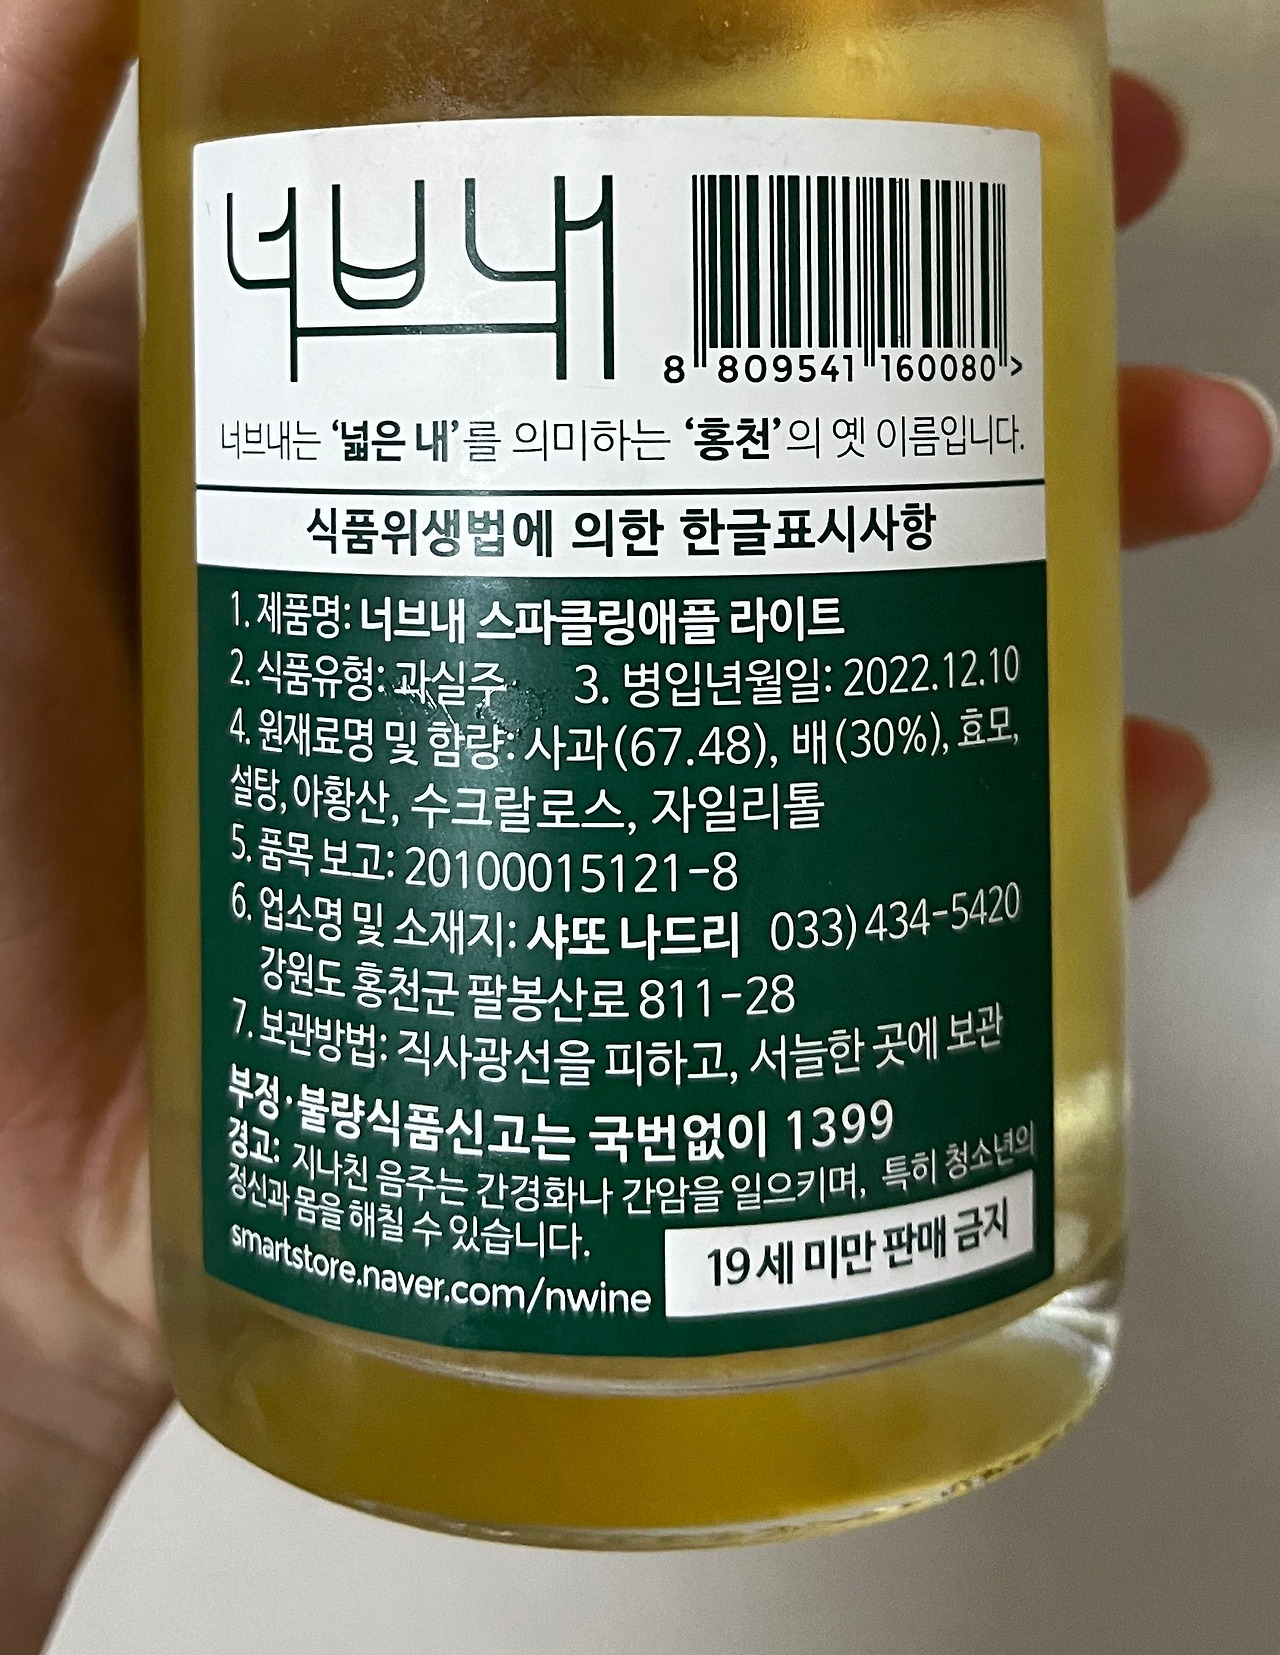 너브내
8 809541 160080 >
너브내는 '넓은 내'를 의미하는 '홍천'의 옛 이름입니다.
식품위생법에 의한 한글표시사항
1. 제품명: 너브내 스파클링애플 라이트
2. 식품유형: 과실주 3. 병입년월일: 2022.12.10
4. 원재료명 및 함량: 사과(67.48), 배(30%), 효모,
설탕, 아황산, 수크랄로스, 자일리톨
5. 품목 보고: 20100015121-8
6. 업소명 및 소재지: 샤또 나드리 033)434-5420
강원도 홍천군 팔봉산로 811-28
7. 보관방법: 직사광선을 피하고, 서늘한 곳에 보관
부정·불량식품신고는 국번없이 1399
경고: 지나친 음주는 간경화나 간암을 일으키며, 특히 청소년의
정신과 몸을 해칠 수 있습니다.
smartstore.naver.com/nwine
19세 미만 판매 금지